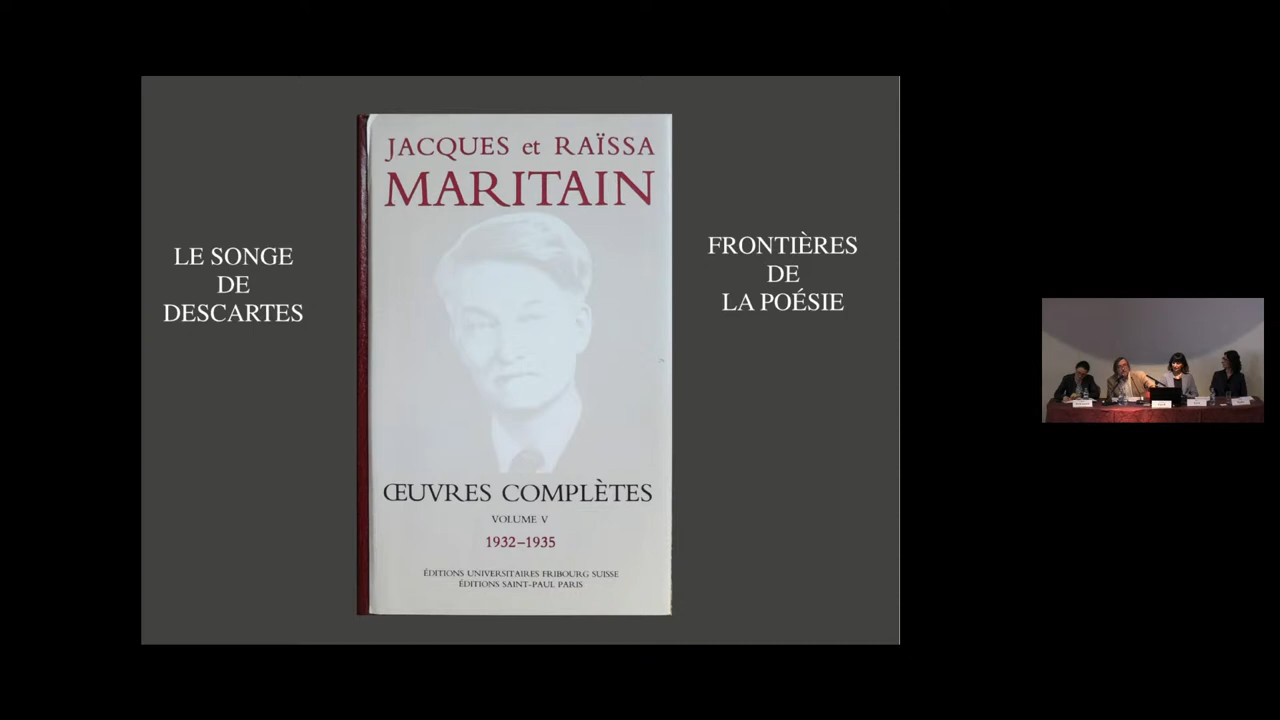 LE SONGE
DE
DESCARTES
JACQUES et RAÏSSA
MARITAIN
ŒUVRES COMPLÈTES
VOLUME V
1932–1935
ÉDITIONS UNIVERSITAIRES FRIBOURG SUISSE
ÉDITIONS SAINT-PAUL PARIS
FRONTIÈRES
DE
LA POÉSIE